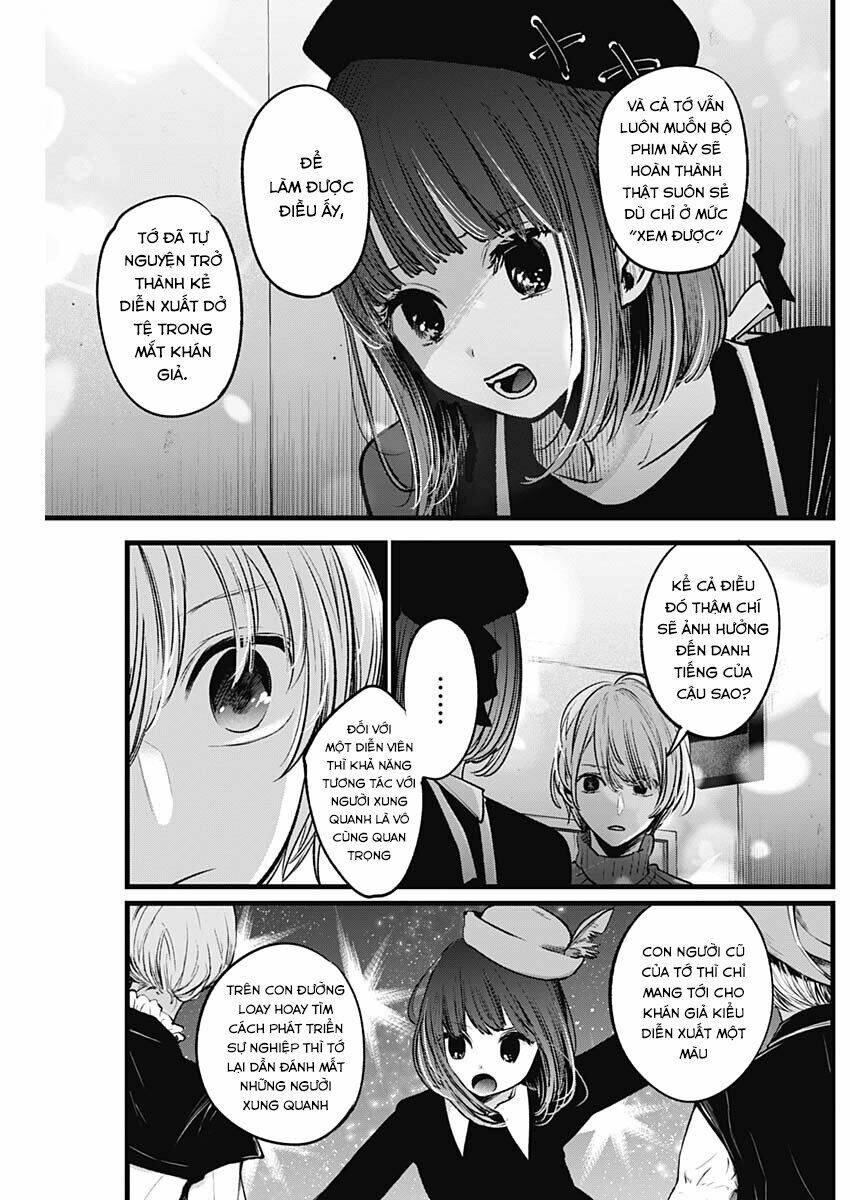 VÀ CẢ TỚ VẪN
LUÔN MUỐN BỘ
PHIM NÀY SẼ
HOÀN THÀNH
THẬT SUÔN SẺ
DÙ CHỈ Ở MỨC
"XEM ĐƯỢC"
ĐỂ
LÀM ĐƯỢC
ĐIỀU ẤY,
TỚ ĐÃ TỰ
NGUYỆN TRỞ
THÀNH KẺ
DIỄN XUẤT DỞ
TỆ TRONG
MẮT KHÁN
GIẢ.
KỂ CẢ ĐIỀU
ĐÓ THẬM CHÍ
SẼ ẢNH HƯỞNG
ĐẾN DANH
TIẾNG CỦA
CẬU SAO?
........
ĐỐI VỚI
MỘT DIỄN VIÊN
THÌ KHẢ NĂNG
TƯƠNG TÁC VỚI
NGƯỜI XUNG
QUANH LÀ VÔ
CÙNG QUAN
TRỌNG
CON NGƯỜI CŨ
CỦA TỚ THÌ CHỈ
MANG TỚI CHO
KHÁN GIẢ KIỂU
DIỄN XUẤT MỘT
MÀU
TRÊN CON ĐƯỜNG
LOAY HOAY TÌM
CÁCH PHÁT TRIỂN
SỰ NGHIỆP THÌ TỚ
LẠI DẦN ĐÁNH MẤT
NHỮNG NGƯỜI
XUNG QUANH